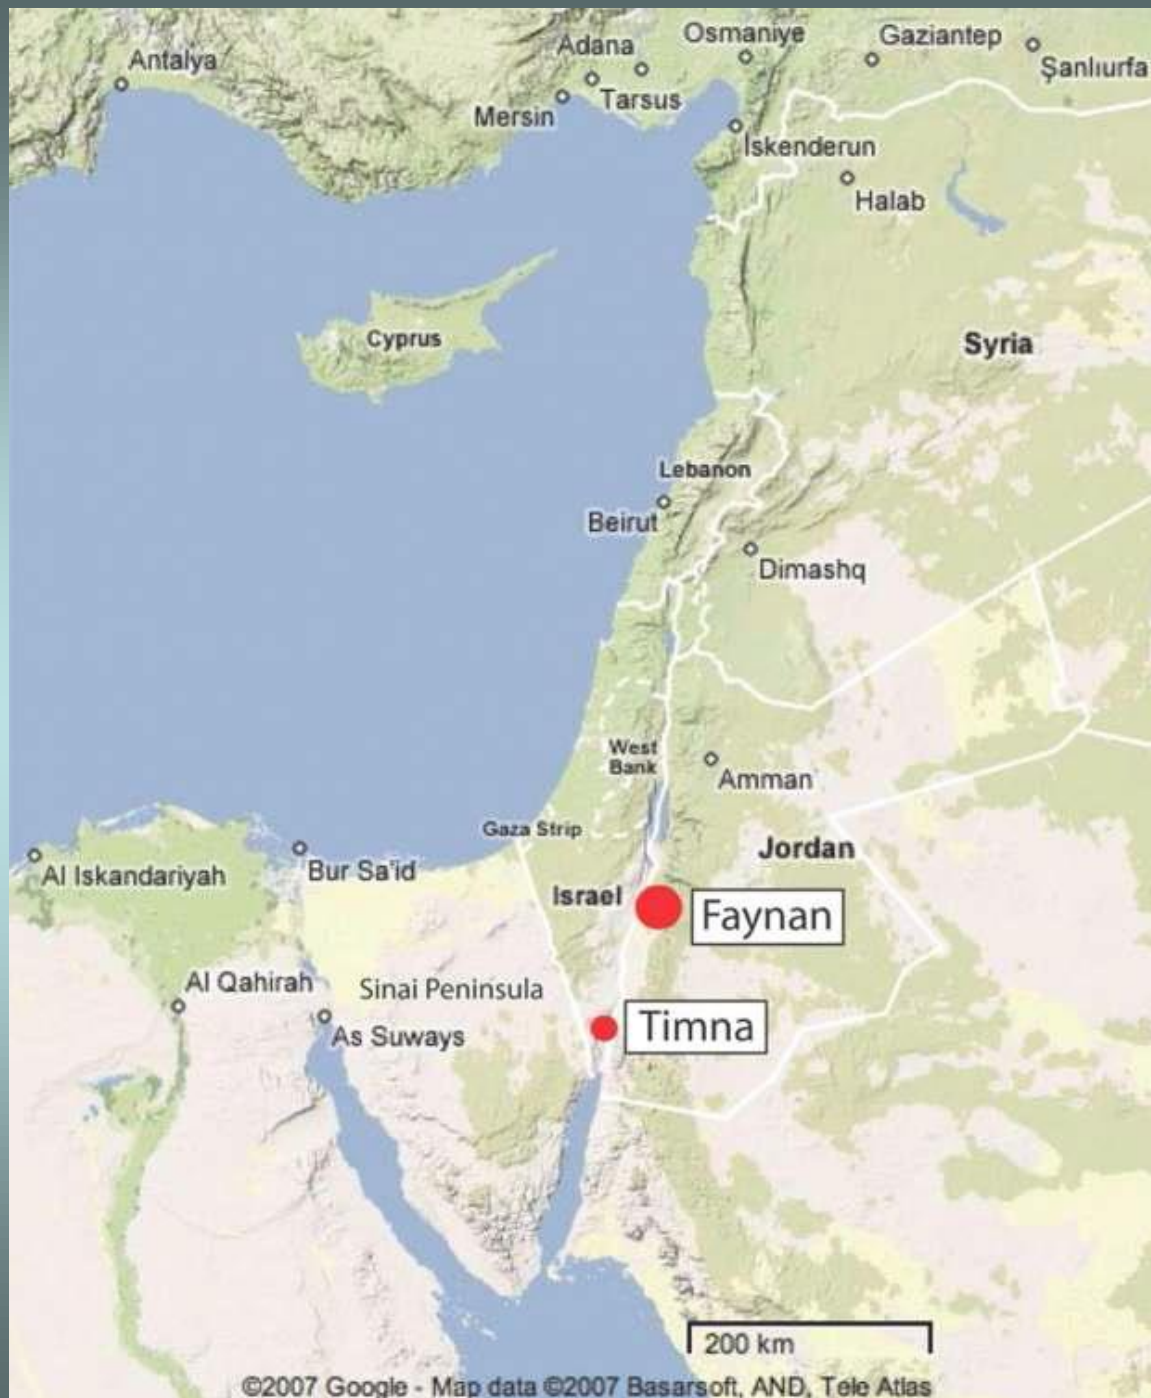 Antalya
Adana
Osmaniye
Gaziantep
Şanlıurfa
Mersin
Tarsus
İskenderun
Halab
Cyprus
Syria
Lebanon
Beirut
Dimashq
West
Bank
Amman
Gaza Strip
Jordan
Al Iskandariyah
Bur Sa'id
Israel
Faynan
Al Qahirah
Sinai Peninsula
As Suways
Timna
200 km
©2007 Google - Map data ©2007 Basarsoft, AND, Tele Atlas